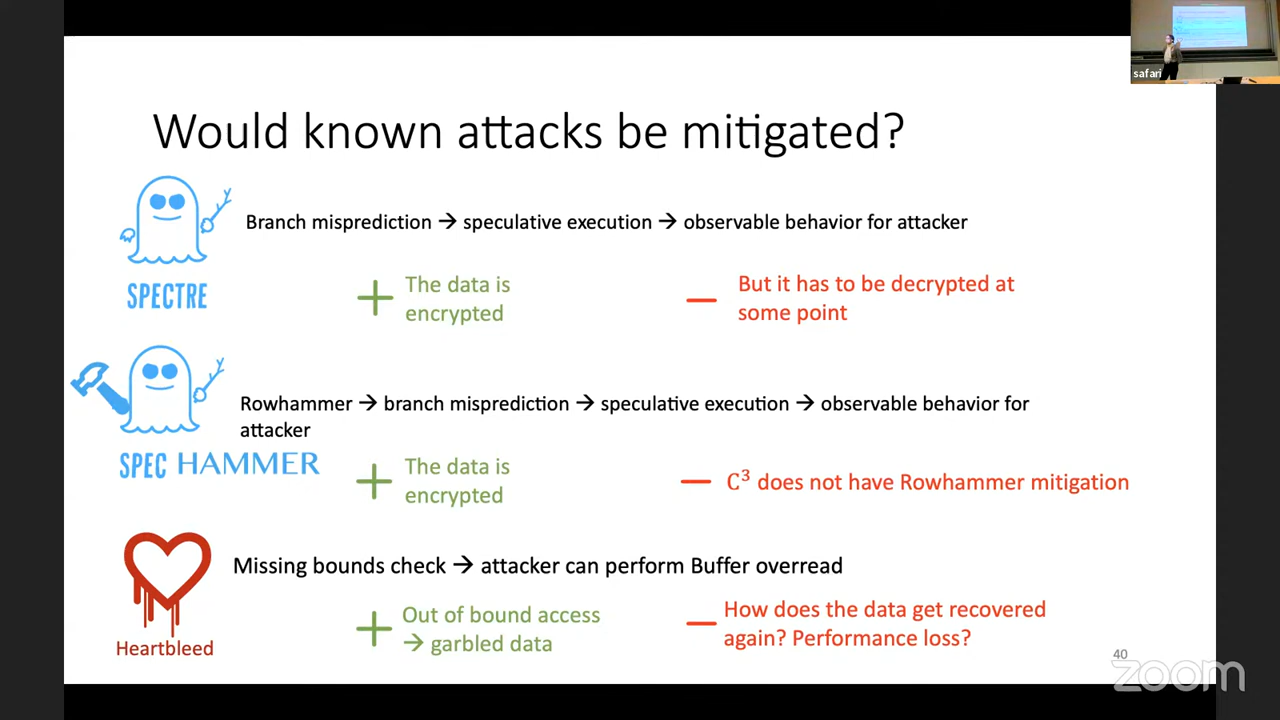 safari
Would known attacks be mitigated?
Branch misprediction → speculative execution → observable behavior for attacker
SPECTRE
The data is
encrypted
But it has to be decrypted at
some point
Rowhammer → branch misprediction → speculative execution → observable behavior for
attacker
SPEC HAMMER
The data is
encrypted
C³ does not have Rowhammer mitigation
Missing bounds check → attacker can perform Buffer overread
Heartbleed
Out of bound access
→ garbled data
How does the data get recovered
again? Performance loss?
40
zoom